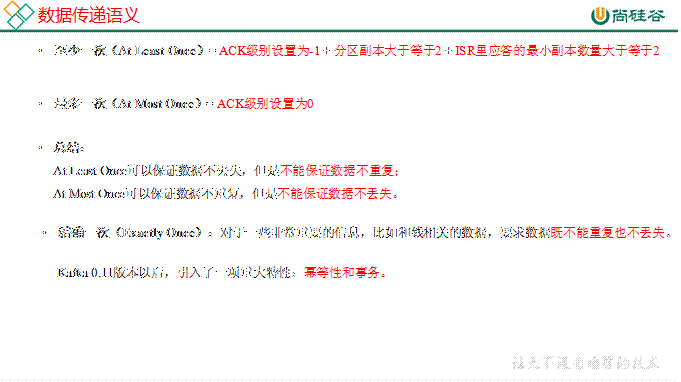 数据传递语义
尚硅谷
• 至少一次（At Least Once）= ACK级别设置为-1 + 分区副本大于等于2 + ISR里应答的最小副本数量大于等于2
• 最多一次（At Most Once）= ACK级别设置为0
• 总结：
At Least Once可以保证数据不丢失，但是不能保证数据不重复；
At Most Once可以保证数据不重复，但是不能保证数据不丢失。
• 精确一次（Exactly Once）：对于一些非常重要的信息，比如和钱相关的数据，要求数据既不能重复也不丢失。
Kafka 0.11版本以后，引入了一项重大特性：幂等性和事务。
让天下没有难学的技术